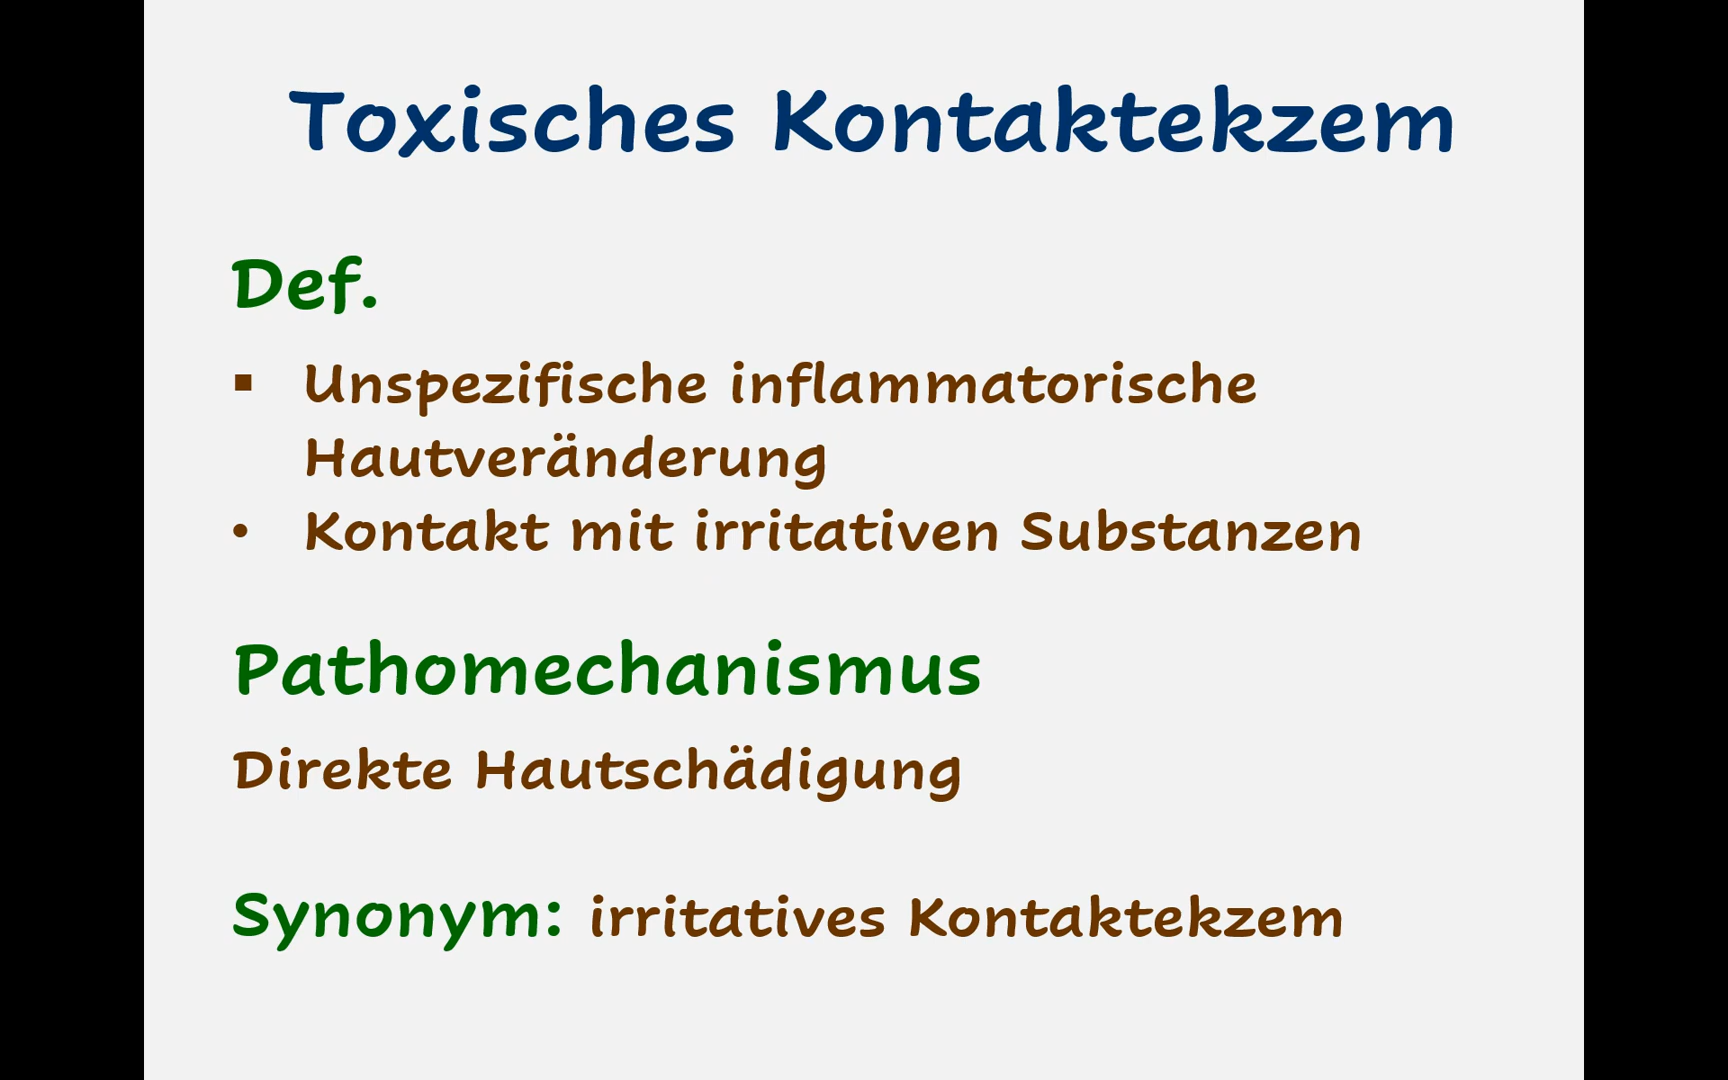 Toxisches Kontaktekzem
Def.
▪ Unspezifische inflammatorische
Hautveränderung
• Kontakt mit irritativen Substanzen
Pathomechanismus
Direkte Hautschädigung
Synonym: irritatives Kontaktekzem